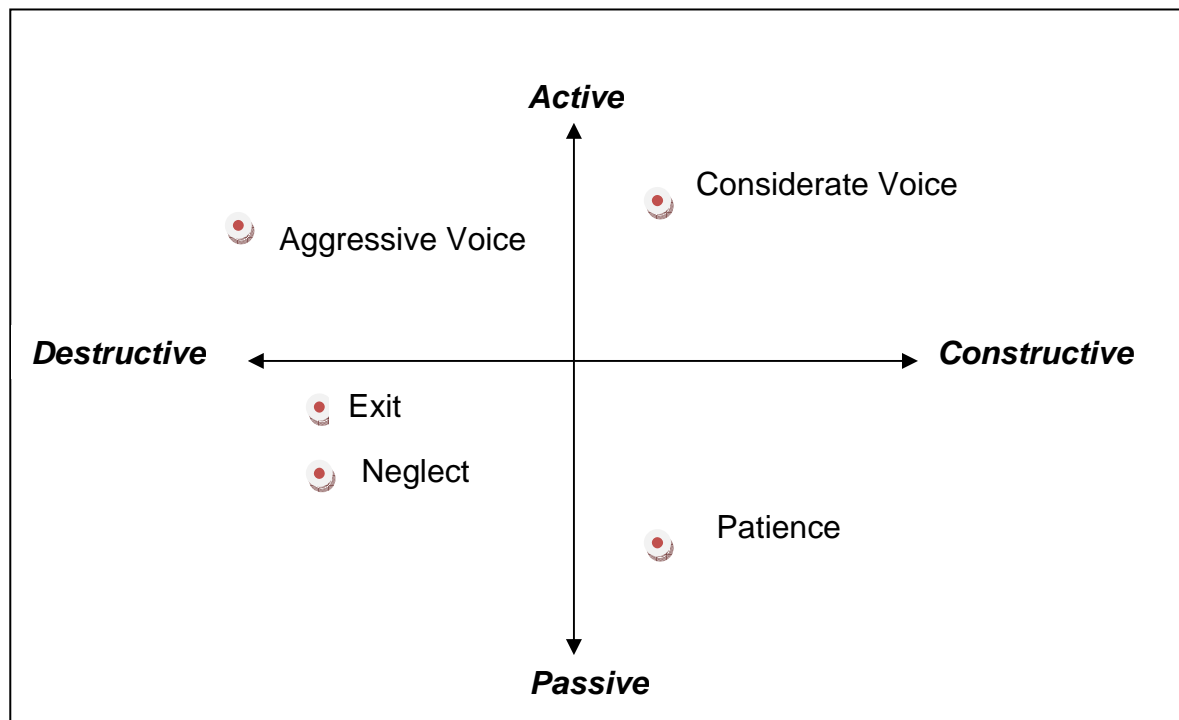 Active
Considerate Voice
Aggressive Voice
Destructive
Constructive
Exit
Neglect
Patience
Passive